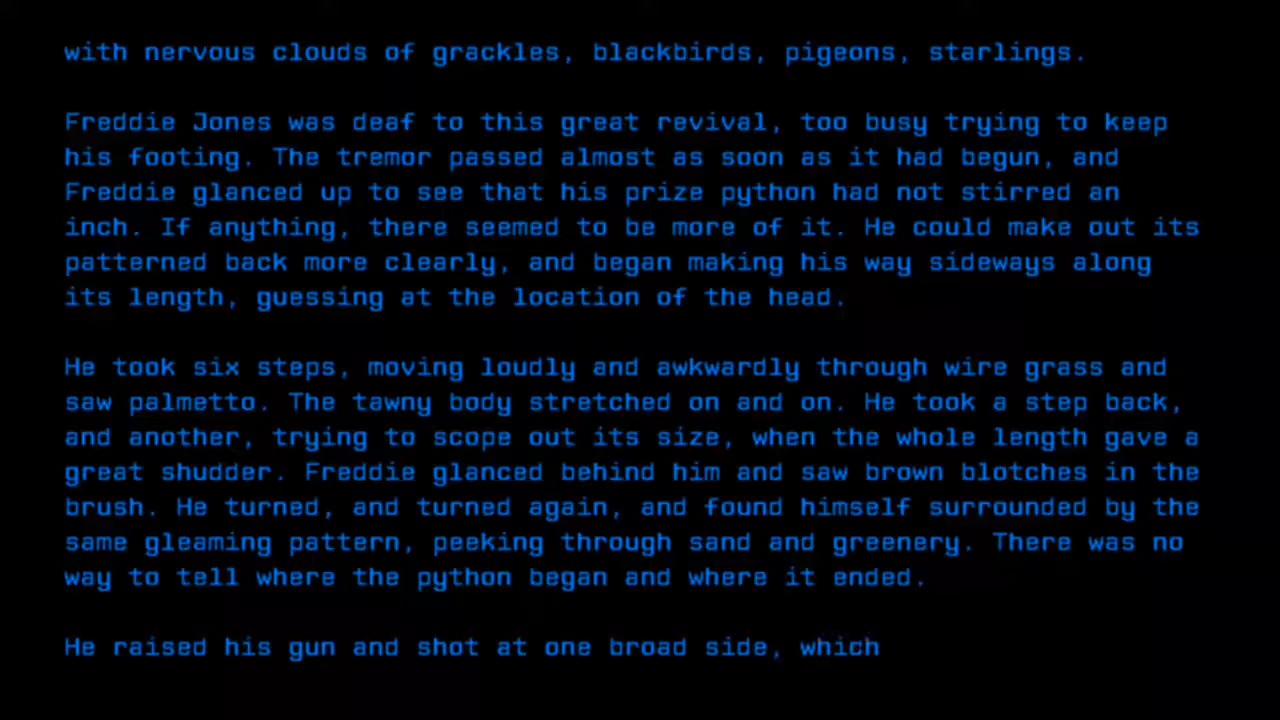 with nervous clouds of grackles, blackbirds, pigeons, starlings.
Freddie Jones was deaf to this great revival, too busy trying to keep
his footing. The tremor passed almost as soon as it had begun, and
Freddie glanced up to see that his prize python had not stirred an
inch. If anything, there seemed to be more of it. He could make out its
patterned back more clearly, and began making his way sideways along
its length, guessing at the location of the head.
He took six steps, moving loudly and awkwardly through wire grass and
saw palmetto. The tawny body stretched on and on. He took a step back,
and another, trying to scope out its size, when the whole length gave a
great shudder. Freddie glanced behind him and saw brown blotches in the
brush. He turned, and turned again, and found himself surrounded by the
same gleaming pattern, peeking through sand and greenery. There was no
way to tell where the python began and where it ended.
He raised his gun and shot at one broad side, which